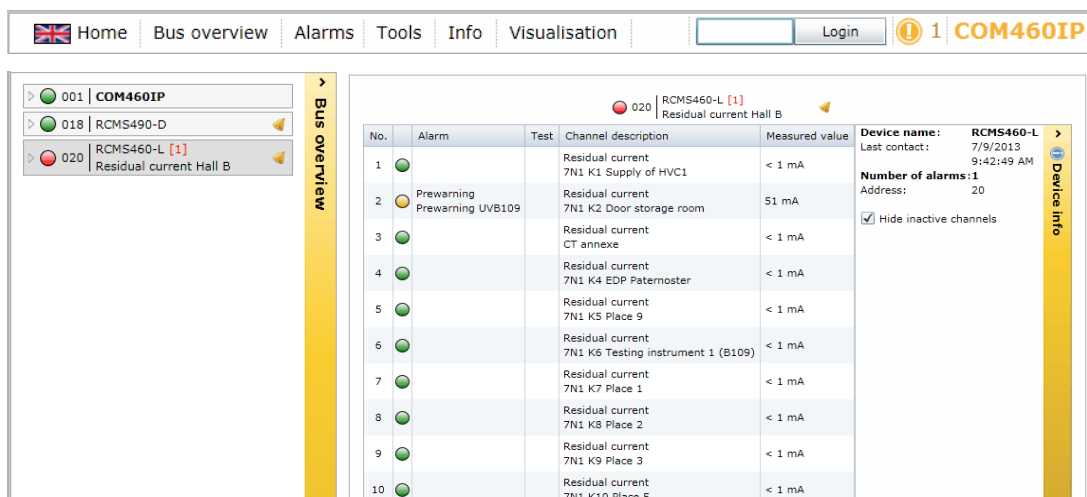 Home Bus overview Alarms Tools Info Visualisation Login 1 COM460IP
001 COM460IP
018 RCMS490-D
020 RCMS460-L [1]
Residual current Hall B
Bus overview
020 RCMS460-L [1]
Residual current Hall B
No. Alarm Test Channel description Measured value
1 Residual current
7N1 K1 Supply of HVC1 < 1 mA
2 Prewarning Residual current
Prewarning UVB109 7N1 K2 Door storage room 51 mA
3 Residual current
CT annexe < 1 mA
4 Residual current
7N1 K4 EDP Paternoster < 1 mA
5 Residual current
7N1 K5 Place 9 < 1 mA
6 Residual current
7N1 K6 Testing instrument 1 (B109) < 1 mA
7 Residual current
7N1 K7 Place 1 < 1 mA
8 Residual current
7N1 K8 Place 2 < 1 mA
9 Residual current
7N1 K9 Place 3 < 1 mA
10 Residual current
7N1 K10 Place 5 < 1 mA
Device name: RCMS460-L
Last contact: 7/9/2013
9:42:49 AM
Number of alarms:1
Address: 20
Hide inactive channels
Device info